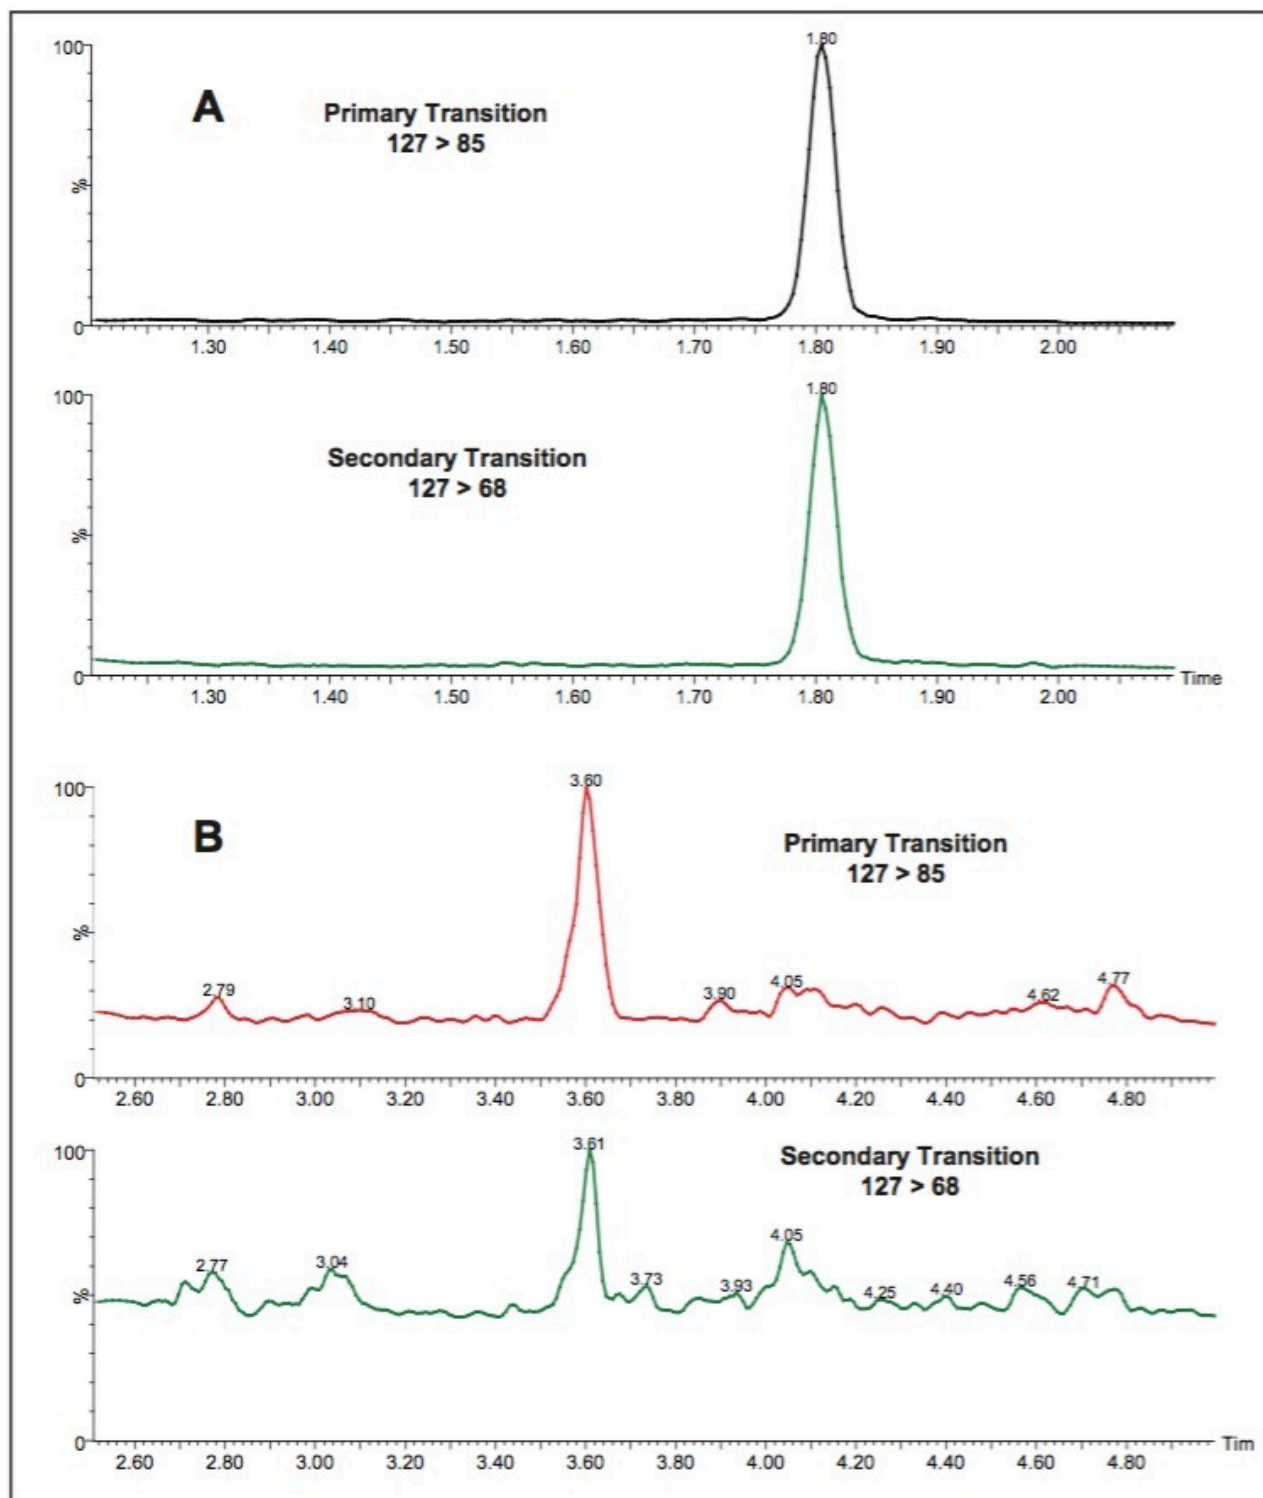 1.80
100
A
Primary Transition
127 > 85
%
0
1.30 1.40 1.50 1.60 1.70 1.80 1.90 2.00
1.80
100
Secondary Transition
127 > 68
%
0
Time
1.30 1.40 1.50 1.60 1.70 1.80 1.90 2.00
3.60
100
B
Primary Transition
127 > 85
%
2.79 3.10 3.90 4.05 4.62 4.77
0
2.60 2.80 3.00 3.20 3.40 3.60 3.80 4.00 4.20 4.40 4.60 4.80
3.61
100
Secondary Transition
127 > 68
2.77 3.04 3.73 3.93 4.05 4.25 4.40 4.56 4.71
%
0
Tim
2.60 2.80 3.00 3.20 3.40 3.60 3.80 4.00 4.20 4.40 4.60 4.80